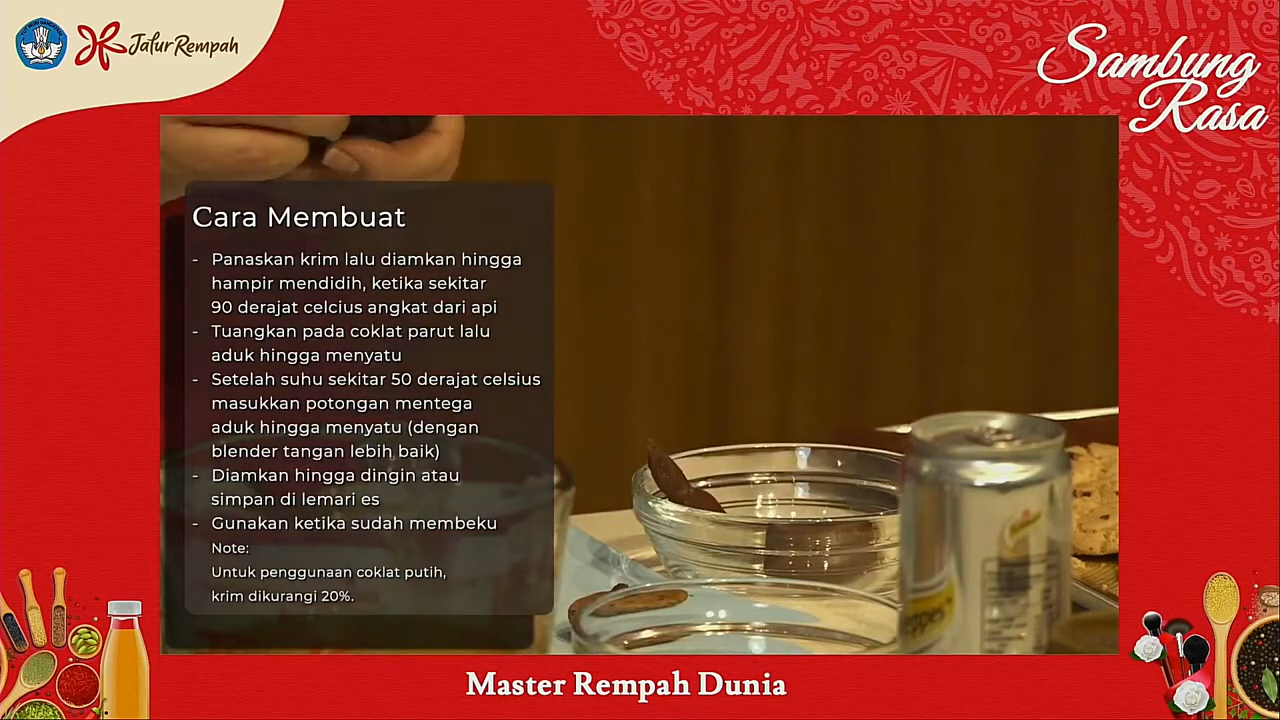 Jalur Rempah
Sambung
Rasa
Cara Membuat
- Panaskan krim lalu diamkan hingga
hampir mendidih, ketika sekitar
90 derajat celcius angkat dari api
- Tuangkan pada coklat parut lalu
aduk hingga menyatu
- Setelah suhu sekitar 50 derajat celsius
masukkan potongan mentega
aduk hingga menyatu (dengan
blender tangan lebih baik)
- Diamkan hingga dingin atau
simpan di lemari es
- Gunakan ketika sudah membeku
Note:
Untuk penggunaan coklat putih,
krim dikurangi 20%.
Master Rempah Dunia